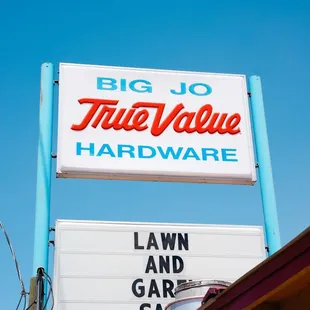 BIG JO
True Value
HARDWARE
LAWN
AND